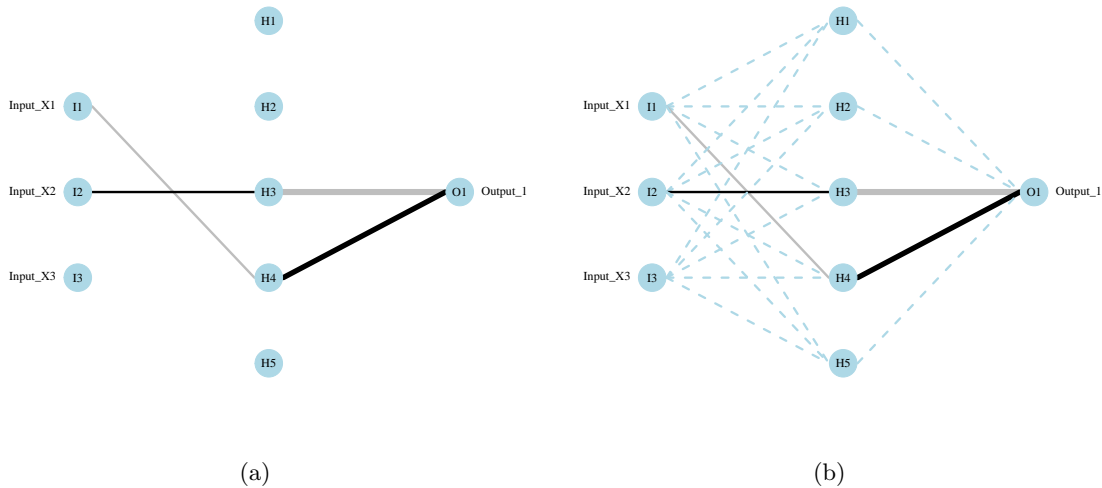 H1
Input_X1 I1 H2
Input_X2 I2 H3 O1 Output_1
Input_X3 I3 H4
H5
(a)
H1
Input_X1 I1 H2
Input_X2 I2 H3 O1 Output_1
Input_X3 I3 H4
H5
(b)